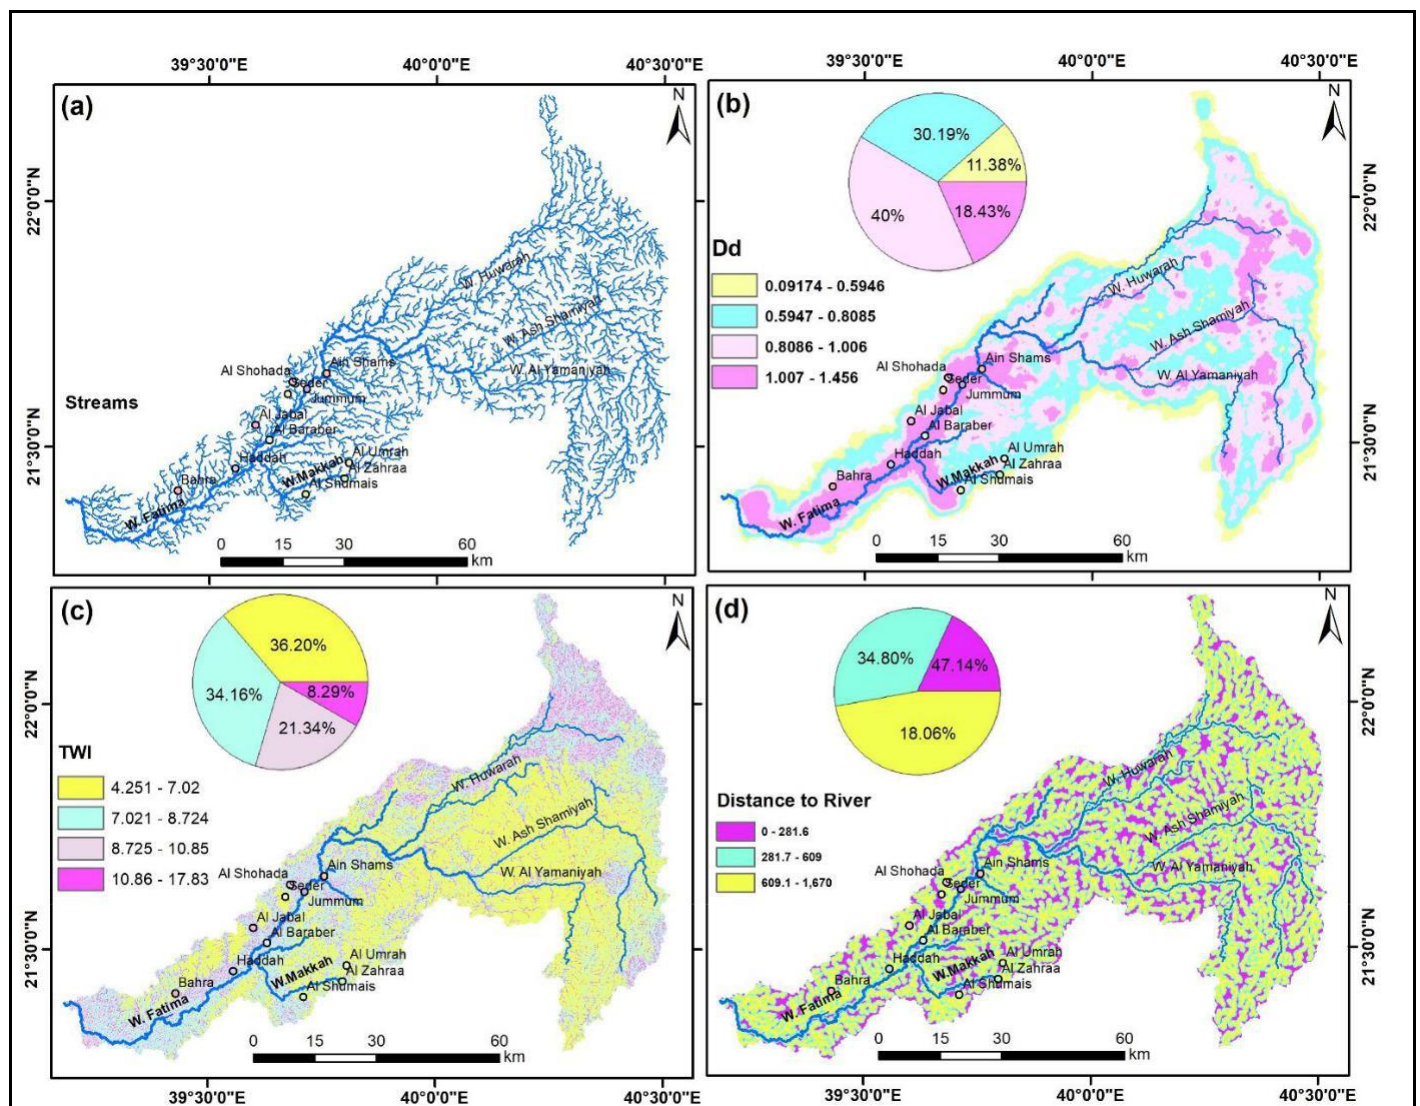 39°30'0"E 40°0'0"E 40°30'0"E
39°30'0"E 40°0'0"E 40°30'0"E
(a)
N
22°0'0"N
W. Huwarah
W. Ash Shamiyah
Ain Shams
Al Shohada
W. Al Yamaniyah
Seder
Jummum
Streams
Al Jabal
Al Baraber
21°30'0"N
Haddah
Al Umrah
W.Makkah
Al Zahraa
Bahra
Al Shumais
W. Fatima
0 15 30 60
km
(b)
N
30.19%
11.38%
40%
18.43%
22°0'0"N
Dd
0.09174 - 0.5946
0.5947 - 0.8085
0.8086 - 1.006
1.007 - 1.456
W. Huwarah
W. Ash Shamiyah
Ain Shams
Al Shohada
W. Al Yamaniyah
Seder
Jummum
Al Jabal
Al Baraber
21°30'0"N
Haddah
Al Umrah
W.Makkah
Al Zahraa
Bahra
Al Shumais
W. Fatima
0 15 30 60
km
(c)
N
36.20%
34.16%
8.29%
21.34%
22°0'0"N
TWI
4.251 - 7.02
7.021 - 8.724
8.725 - 10.85
10.86 - 17.83
W. Huwarah
W. Ash Shamiyah
Ain Shams
Al Shohada
W. Al Yamaniyah
Seder
Jummum
Al Jabal
Al Baraber
21°30'0"N
Haddah
Al Umrah
W.Makkah
Al Zahraa
Bahra
Al Shumais
W. Fatima
0 15 30 60
km
39°30'0"E 40°0'0"E 40°30'0"E
(d)
N
34.80%
47.14%
18.06%
22°0'0"N
Distance to River
0 - 281.6
281.7 - 609
609.1 - 1,670
W. Huwarah
W. Ash Shamiyah
Ain Shams
Al Shohada
W. Al Yamaniyah
Seder
Jummum
Al Jabal
Al Baraber
21°30'0"N
Haddah
Al Umrah
W.Makkah
Al Zahraa
Bahra
Al Shumais
W. Fatima
0 15 30 60
km
39°30'0"E 40°0'0"E 40°30'0"E